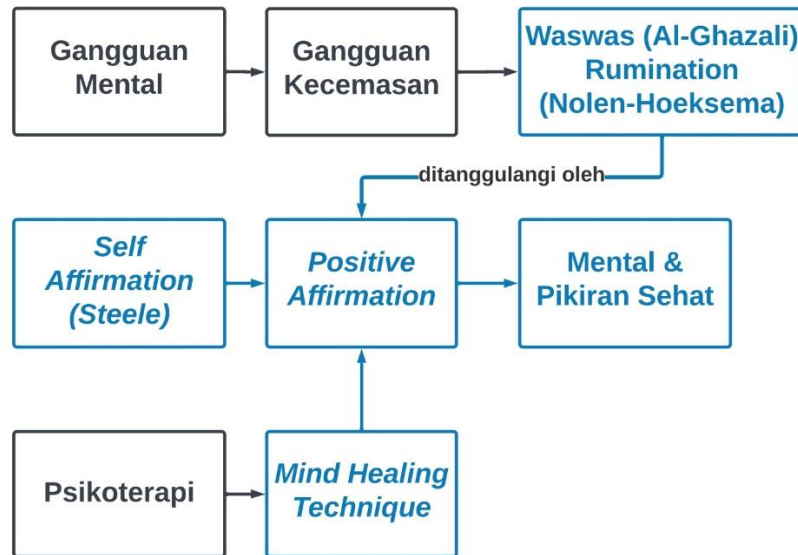 Gangguan
Mental
Gangguan
Kecemasan
Waswas (Al-Ghazali)
Rumination
(Nolen-Hoeksema)
ditanggulangi oleh
Self
Affirmation
(Steele)
Positive
Affirmation
Mental &
Pikiran Sehat
Psikoterapi
Mind Healing
Technique